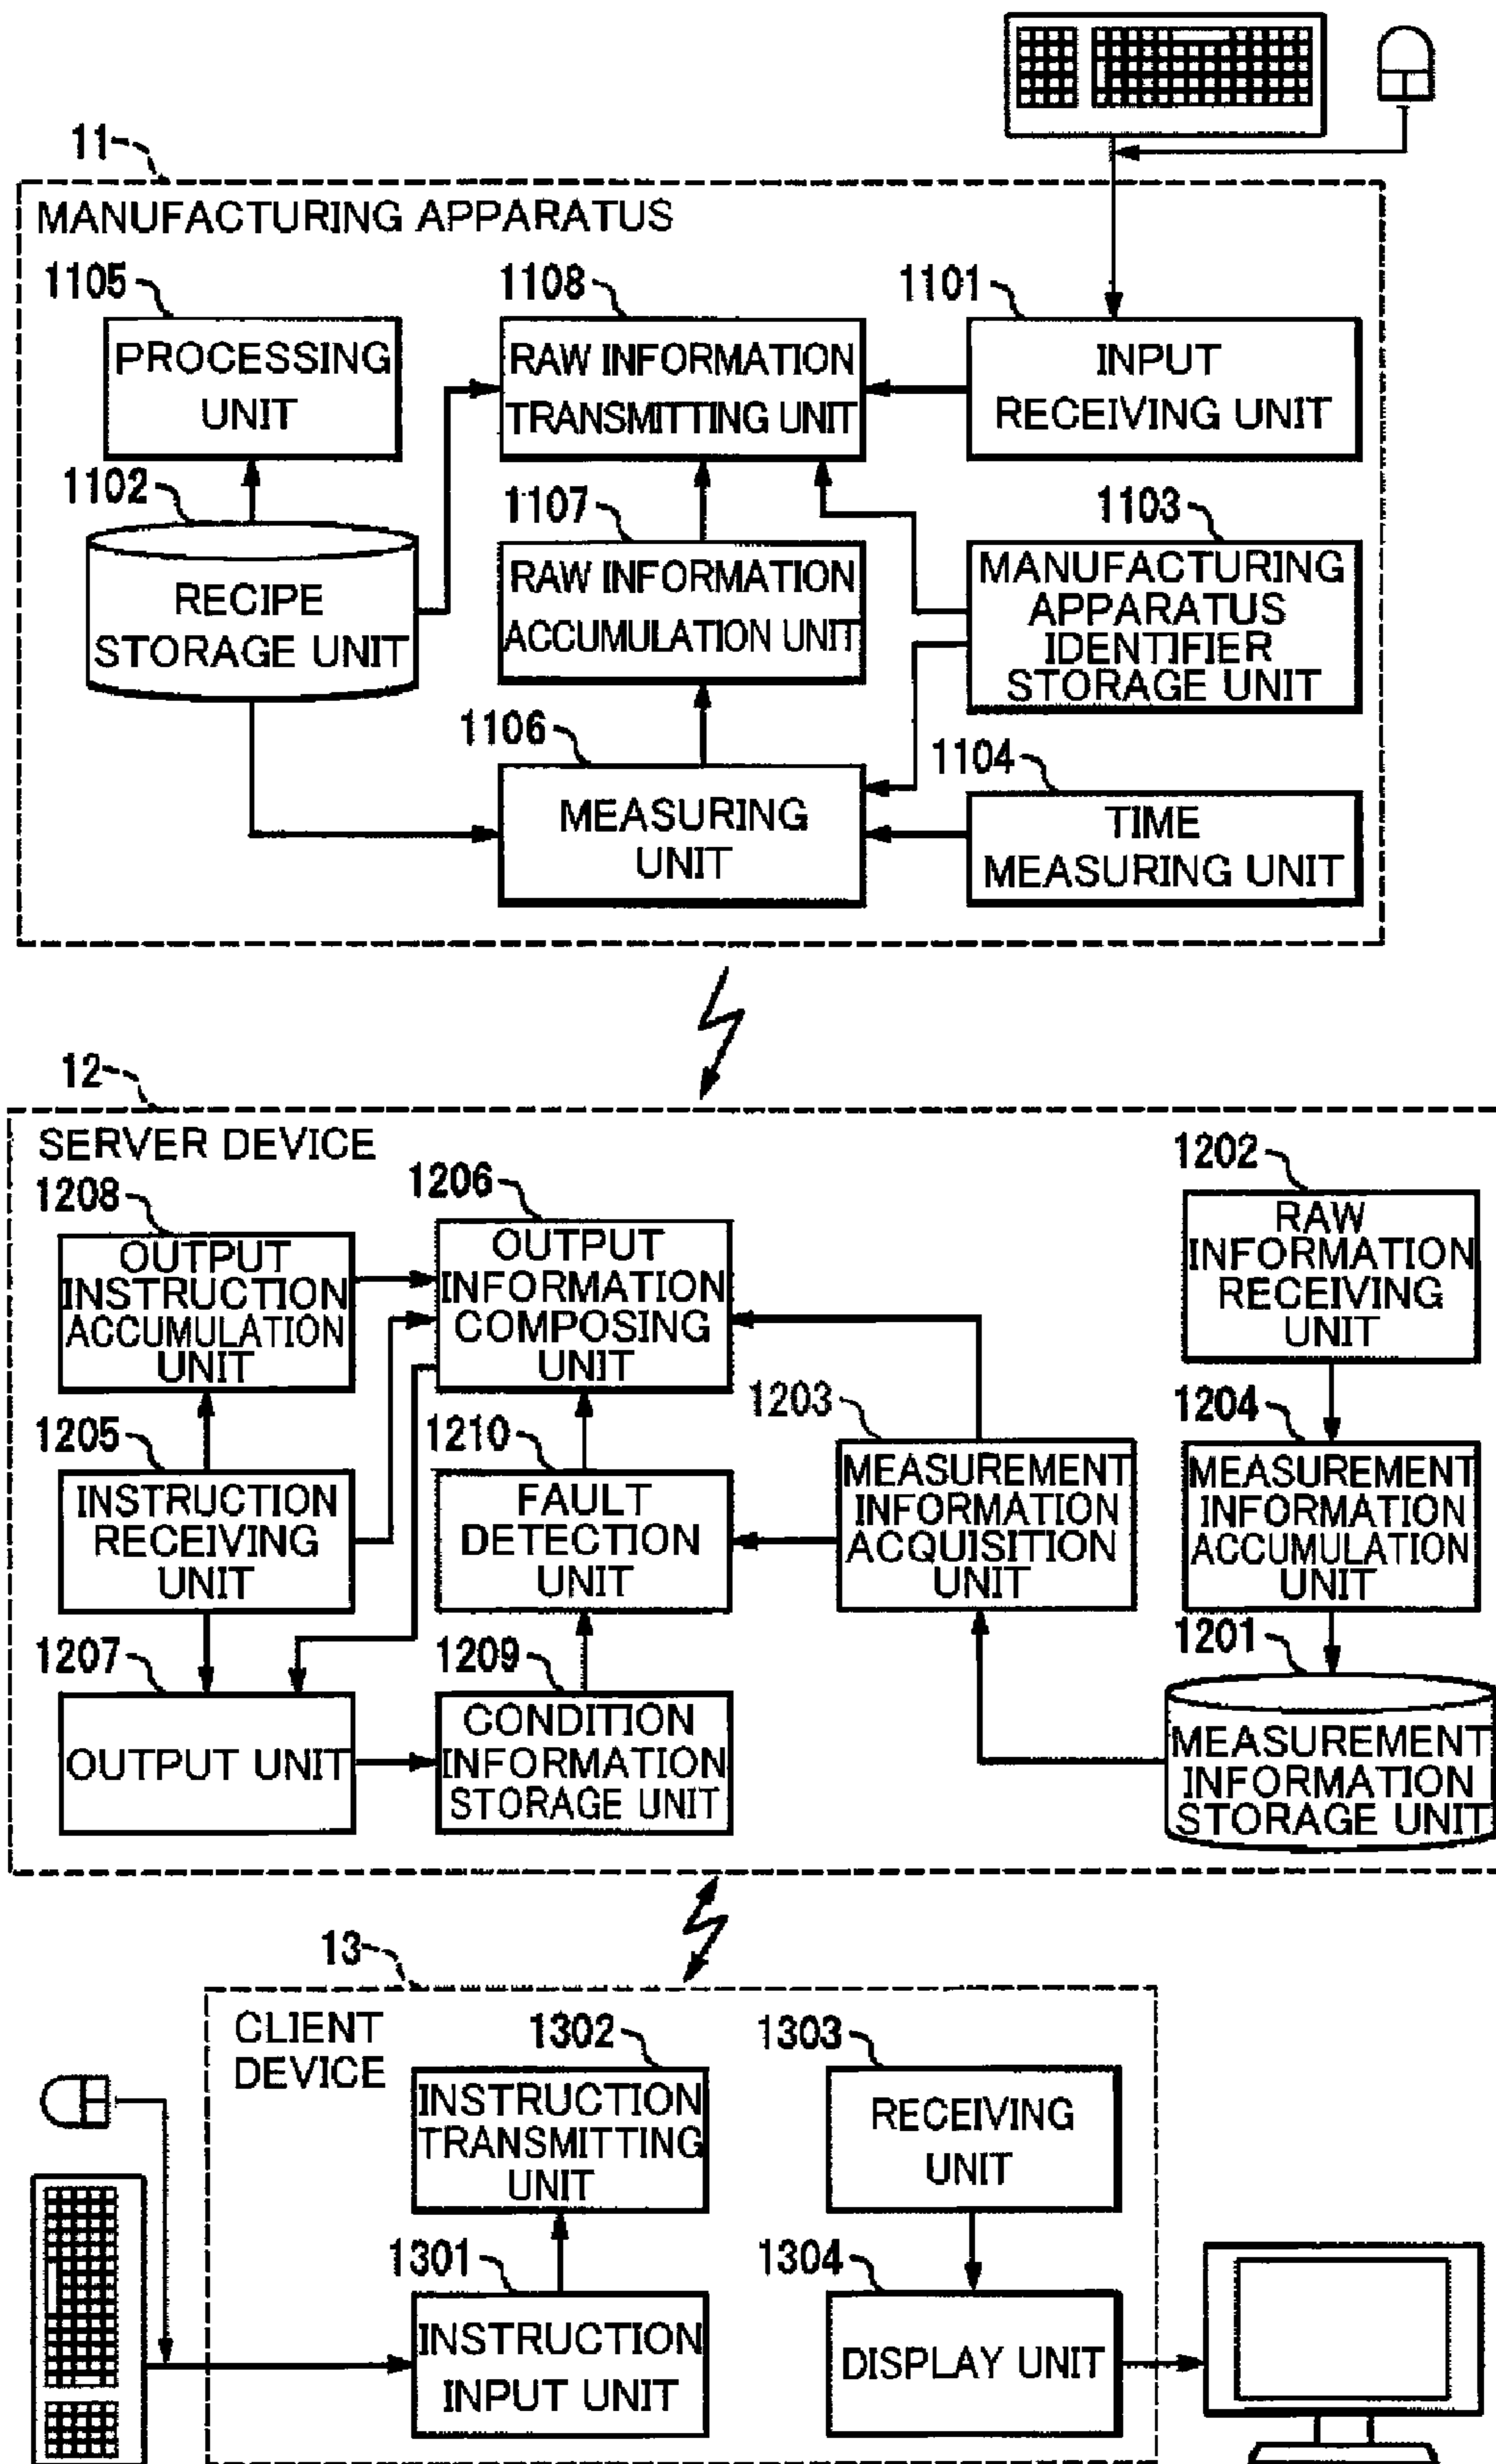 11
MANUFACTURING APPARATUS
1105
PROCESSING
UNIT
1108
RAW INFORMATION
TRANSMITTING UNIT
1101
INPUT
RECEIVING UNIT
1102
RECIPE
STORAGE UNIT
1107
RAW INFORMATION
ACCUMULATION UNIT
1103
MANUFACTURING
APPARATUS
IDENTIFIER
STORAGE UNIT
1106
MEASURING
UNIT
1104
TIME
MEASURING UNIT
12
SERVER DEVICE
1208
OUTPUT
INSTRUCTION
ACCUMULATION
UNIT
1206
OUTPUT
INFORMATION
COMPOSING
UNIT
1202
RAW
INFORMATION
RECEIVING
UNIT
1205
INSTRUCTION
RECEIVING
UNIT
1210
FAULT
DETECTION
UNIT
1203
MEASUREMENT
INFORMATION
ACQUISITION
UNIT
1204
MEASUREMENT
INFORMATION
ACCUMULATION
UNIT
1207
OUTPUT UNIT
1209
CONDITION
INFORMATION
STORAGE UNIT
1201
MEASUREMENT
INFORMATION
STORAGE UNIT
13
CLIENT
DEVICE
1302
INSTRUCTION
TRANSMITTING
UNIT
1303
RECEIVING
UNIT
1301
INSTRUCTION
INPUT UNIT
1304
DISPLAY UNIT